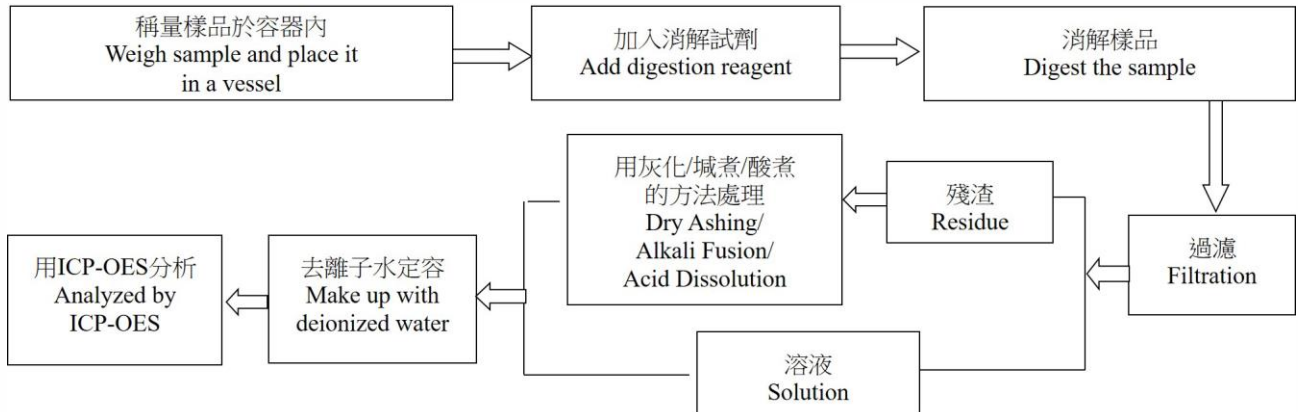 稱量樣品於容器內
Weigh sample and place it
in a vessel
加入消解試劑
Add digestion reagent
消解樣品
Digest the sample
過濾
Filtration
殘渣
Residue
用灰化/堿煮/酸煮
的方法處理
Dry Ashing/
Alkali Fusion/
Acid Dissolution
溶液
Solution
去離子水定容
Make up with
deionized water
用ICP-OES分析
Analyzed by
ICP-OES